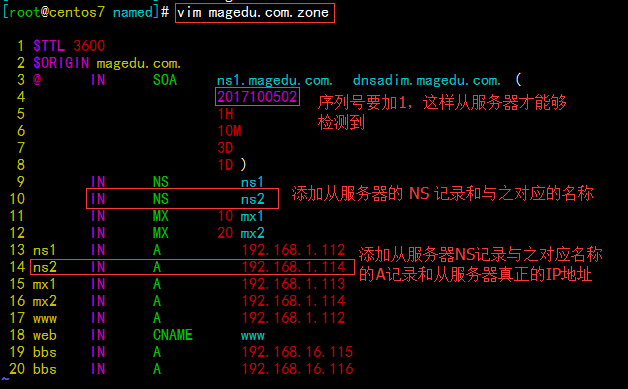 [root@centos7 named]# vim magedu.com.zone
1 $TTL 3600
2 $ORIGIN magedu.com.
3 @ IN SOA ns1.magedu.com. dnsadim.magedu.com. (
4 2017100502
序列号要加1，这样从服务器才能够
检测到
5 1H
6 10M
7 3D
8 1D )
9 IN NS ns1
10 IN NS ns2
添加从服务器的 NS 记录和与之对应的名称
11 IN MX 10 mx1
12 IN MX 20 mx2
13 ns1 IN A 192.168.1.112
14 ns2 IN A 192.168.1.114
添加从服务器NS记录与之对应名称
的A记录和从服务器真正的IP地址
15 mx1 IN A 192.168.1.113
16 mx2 IN A 192.168.1.114
17 www IN A 192.168.1.112
18 web IN CNAME www
19 bbs IN A 192.168.16.115
20 bbs IN A 192.168.16.116
~